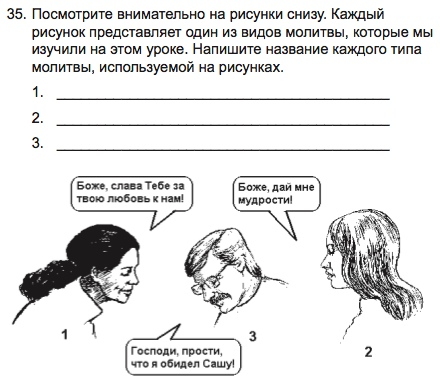 35. Посмотрите внимательно на рисунки снизу. Каждый
рисунок представляет один из видов молитвы, которые мы
изучили на этом уроке. Напишите название каждого типа
молитвы, используемой на рисунках.
1.
2.
3.
Боже, слава Тебе за
твою любовь к нам!
Боже, дай мне
мудрости!
1
3
2
Господи, прости,
что я обидел Сашу!